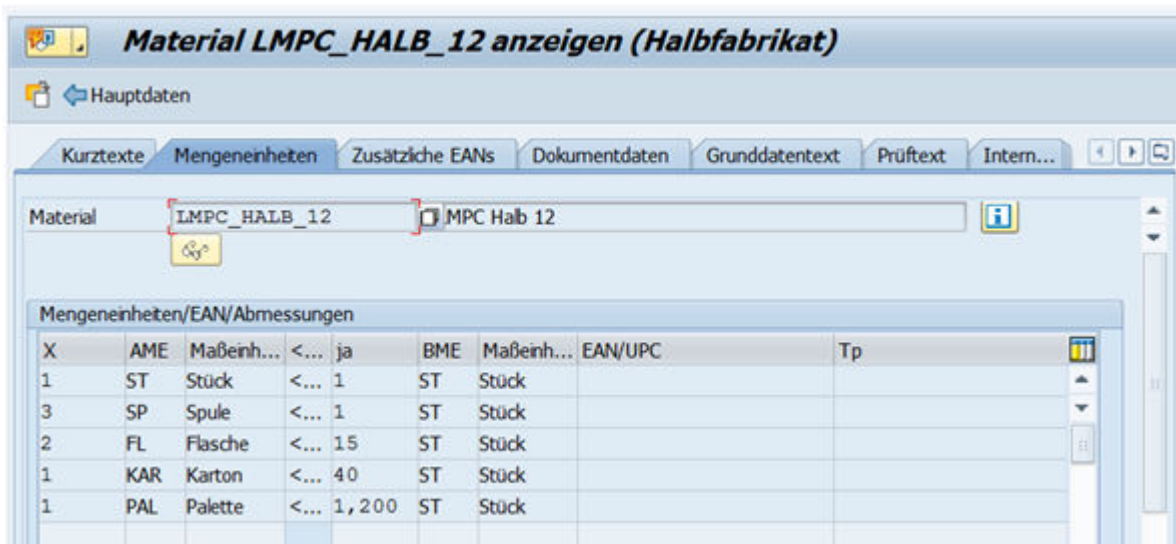 Material LMPC_HALB_12 anzeigen (Halbfabrikat)
Hauptdaten
Kurztexte Mengeneinheiten Zusätzliche EANs Dokumentdaten Grunddatentext Prüftext Intern...
Material LMPC_HALB_12 MPC Halb 12
Mengeneinheiten/EAN/Abmessungen
X AME Maßeinh... <... ja BME Maßeinh... EAN/UPC Tp
1 ST Stück <... 1 ST Stück
3 SP Spule <... 1 ST Stück
2 FL Flasche <... 15 ST Stück
1 KAR Karton <... 40 ST Stück
1 PAL Palette <... 1,200 ST Stück